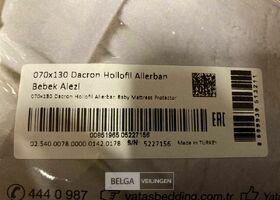 070x130 Dacron Hollofil Allerban
Bebek Alezi
070x130 Dacron Hollofil Allerban Baby Mattress Protector
00851965 05227156
02.540.0078.0000.0142.0178 S/N 5227156
Made in TURKEY
EAC
444 0 987
yatasbedding.com.tr
BELGA VEILINGEN